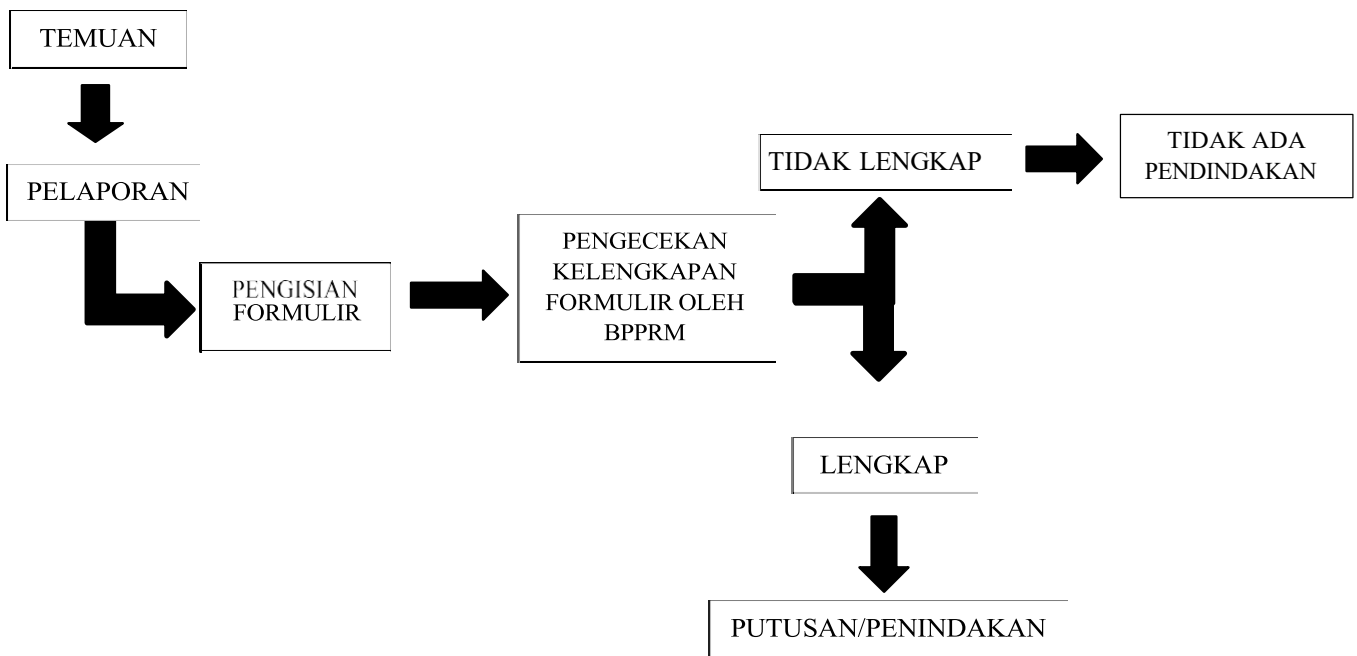 TEMUAN
PELAPORAN
PENGISIAN
FORMULIR
PENGECEKAN
KELENGKAPAN
FORMULIR OLEH
BPPRM
TIDAK LENGKAP
TIDAK ADA
PENDINDAKAN
LENGKAP
PUTUSAN/PENINDAKAN